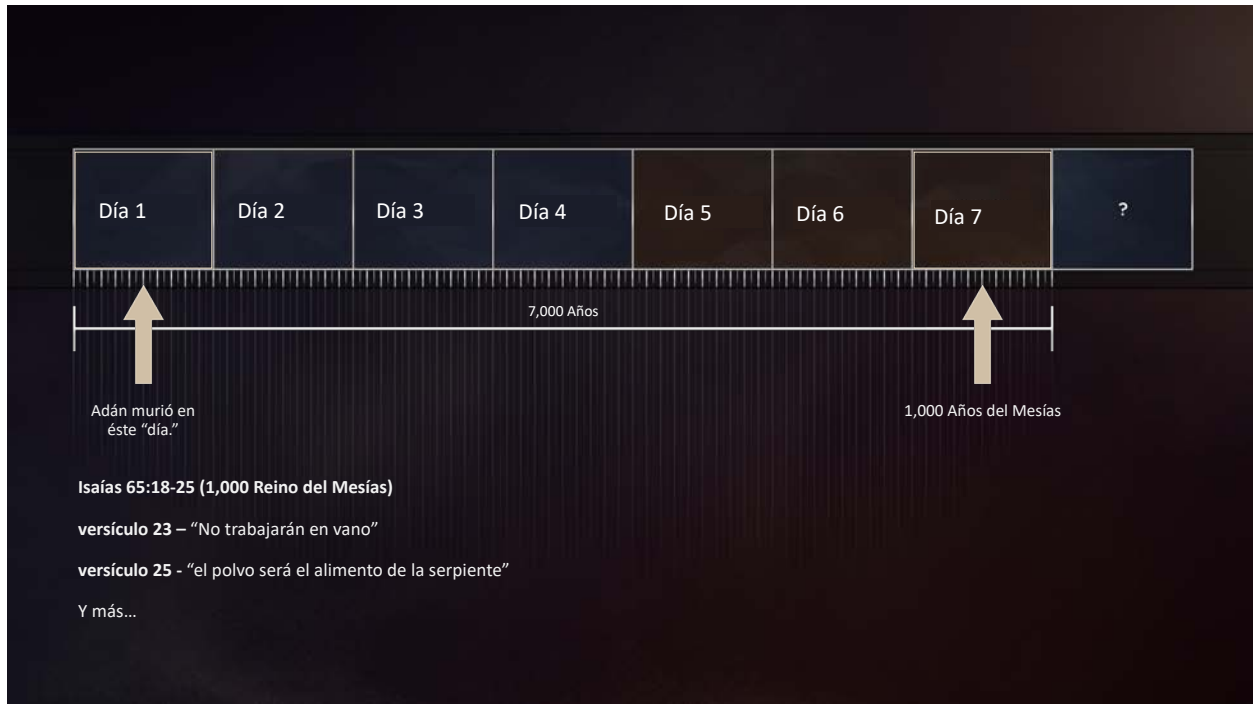 Día 1
Día 2
Día 3
Día 4
Día 5
Día 6
Día 7
?
7,000 Años
Adán murió en
éste “día.”
1,000 Años del Mesías
Isaías 65:18-25 (1,000 Reino del Mesías)
versículo 23 – “No trabajarán en vano”
versículo 25 - “el polvo será el alimento de la serpiente”
Y más...